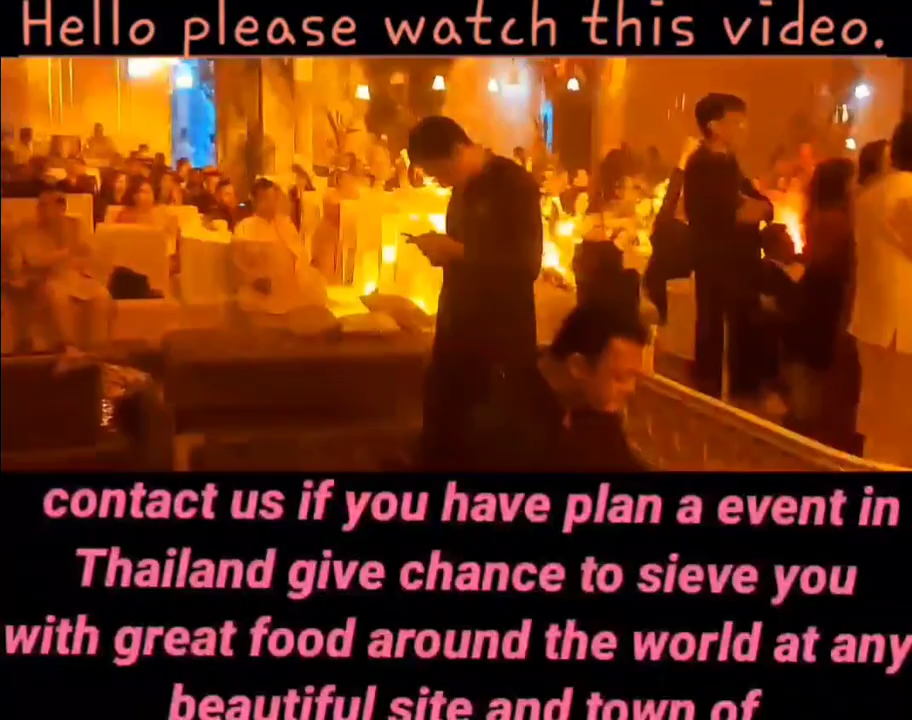 Hello please watch this video.
contact us if you have plan a event in
Thailand give chance to sieve you
with great food around the world at any
beautiful site and town of